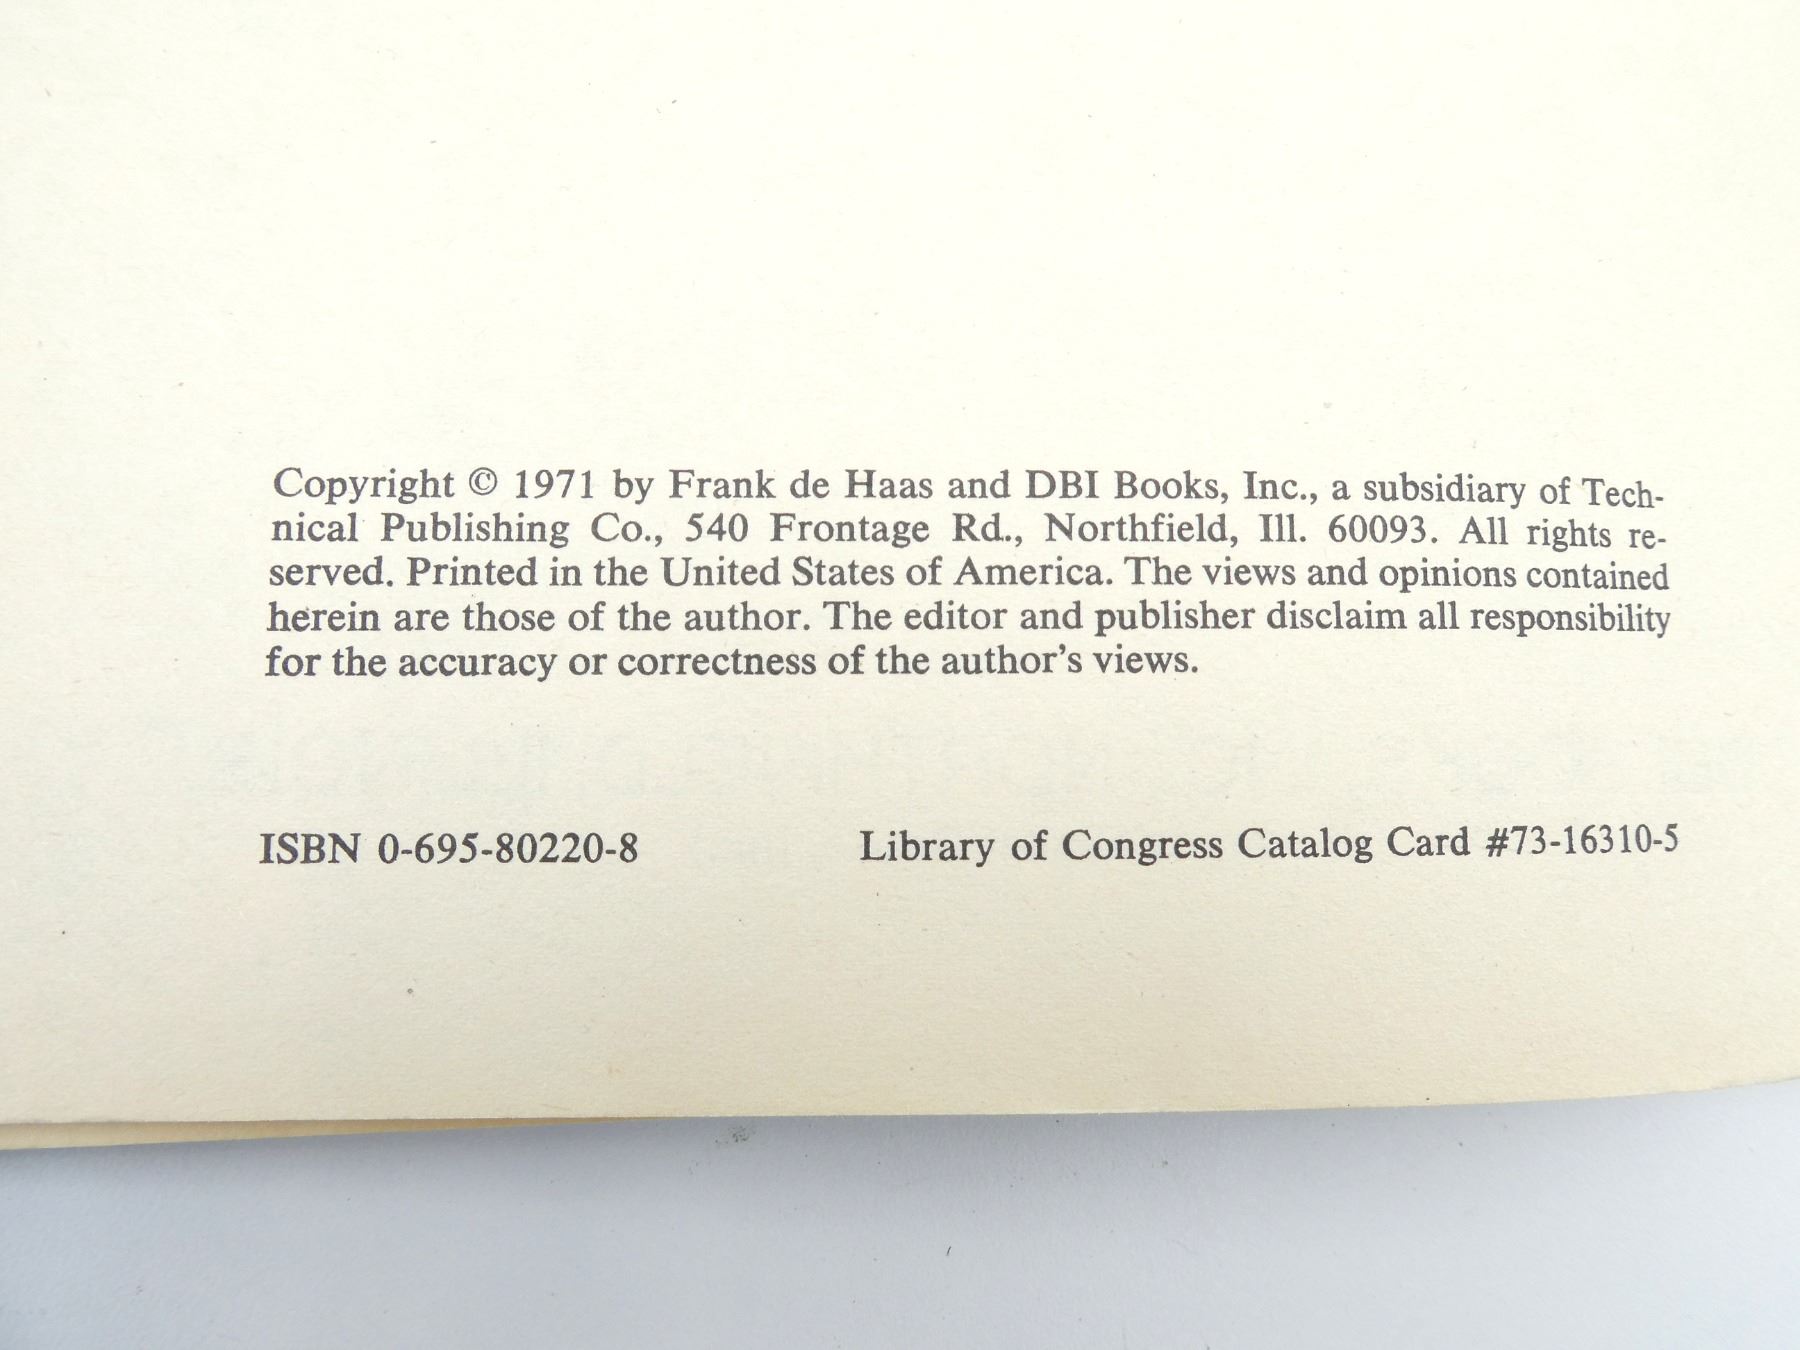 Copyright © 1971 by Frank de Haas and DBI Books, Inc., a subsidiary of Tech-
nical Publishing Co., 540 Frontage Rd., Northfield, Ill. 60093. All rights re-
served. Printed in the United States of America. The views and opinions contained
herein are those of the author. The editor and publisher disclaim all responsibility
for the accuracy or correctness of the author's views.
ISBN 0-695-80220-8
Library of Congress Catalog Card #73-16310-5